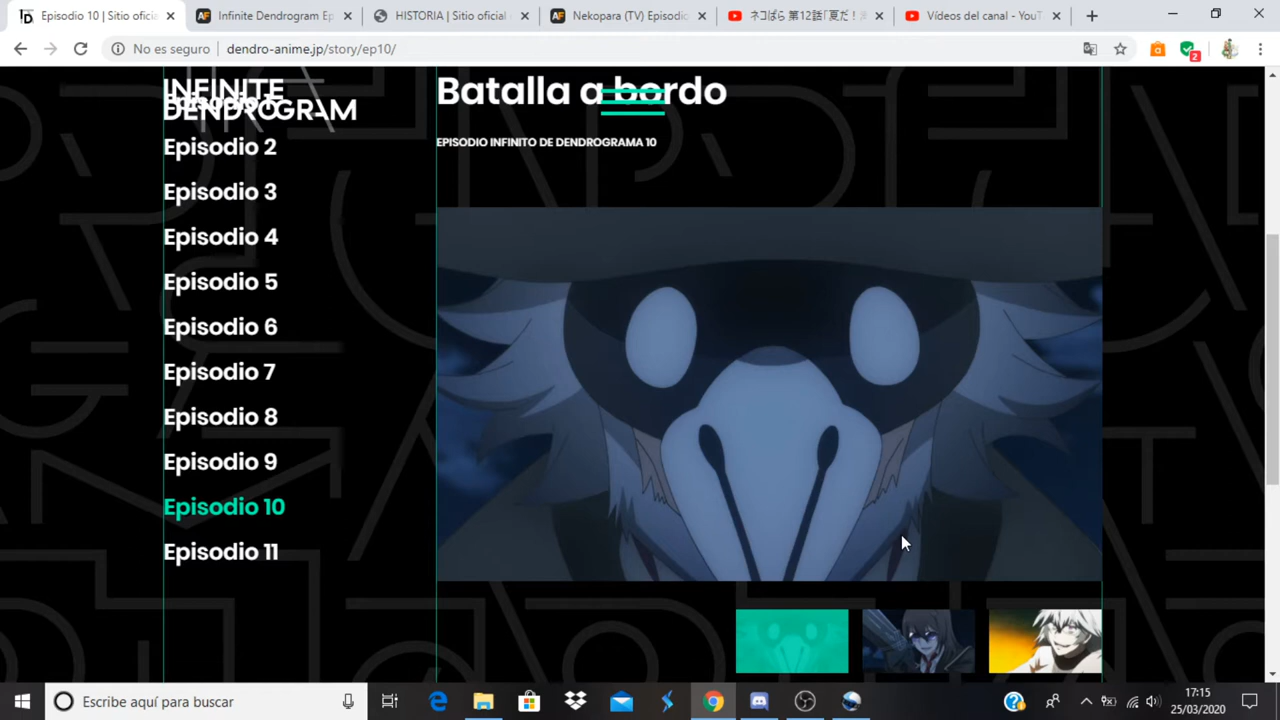 Episodio 10 | Sitio oficia
Infinite Dendrogram Ep
HISTORIA | Sitio oficial
Nekopara (TV) Episodio
ネコぱら 第12話「夏だ！
Vídeos del canal - YouT
No es seguro
dendro-anime.jp/story/ep10/
2
INFINITE
DENDROGRAM
Episodio 2
Episodio 3
Episodio 4
Episodio 5
Episodio 6
Episodio 7
Episodio 8
Episodio 9
Episodio 10
Episodio 11
Batalla a bordo
EPISODIO INFINITO DE DENDROGRAMA 10
Escribe aquí para buscar
17:15
25/03/2020